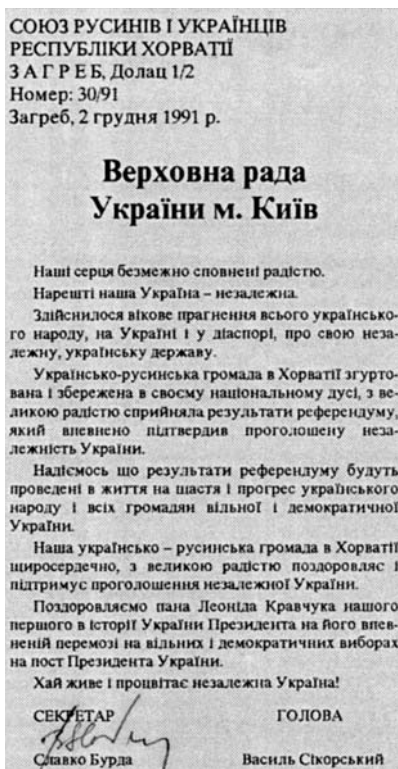 СОЮЗ РУСИНІВ І УКРАЇНЦІВ
РЕСПУБЛІКИ ХОРВАТІЇ
З А Г Р Е Б, Долац 1/2
Номер: 30/91
Загреб, 2 грудня 1991 р.
Верховна рада
України м. Київ
Наші серця безмежно сповнені радістю.
Нарешті наша Україна – незалежна.
Здійснилося вікове прагнення всього українсько-
го народу, на Україні і у діаспорі, про свою неза-
лежну, українську державу.
Українсько-русинська громада в Хорватії згурто-
вана і збережена в своєму національному дусі, з ве-
ликою радістю сприйняла результати референдуму,
який впевнено підтвердив проголошену неза-
лежність України.
Надіємось що результати референдуму будуть
проведені в життя на шастя і прогрес українського
народу і всіх громадян вільної і демократичної
України.
Наша українсько – русинська громада в Хорватії
щиросердечно, з великою радістю поздоровляє і
підтримує проголошення незалежної України.
Поздоровляємо пана Леоніда Кравчука нашого
першого в історії України Президента на його впев-
неній перемозі на вільних і демократичних виборах
на пост Президента України.
Хай живе і процвітає незалежна Україна!
СЕКРЕТАР ГОЛОВА
Славко Бурда Василь Сікорський